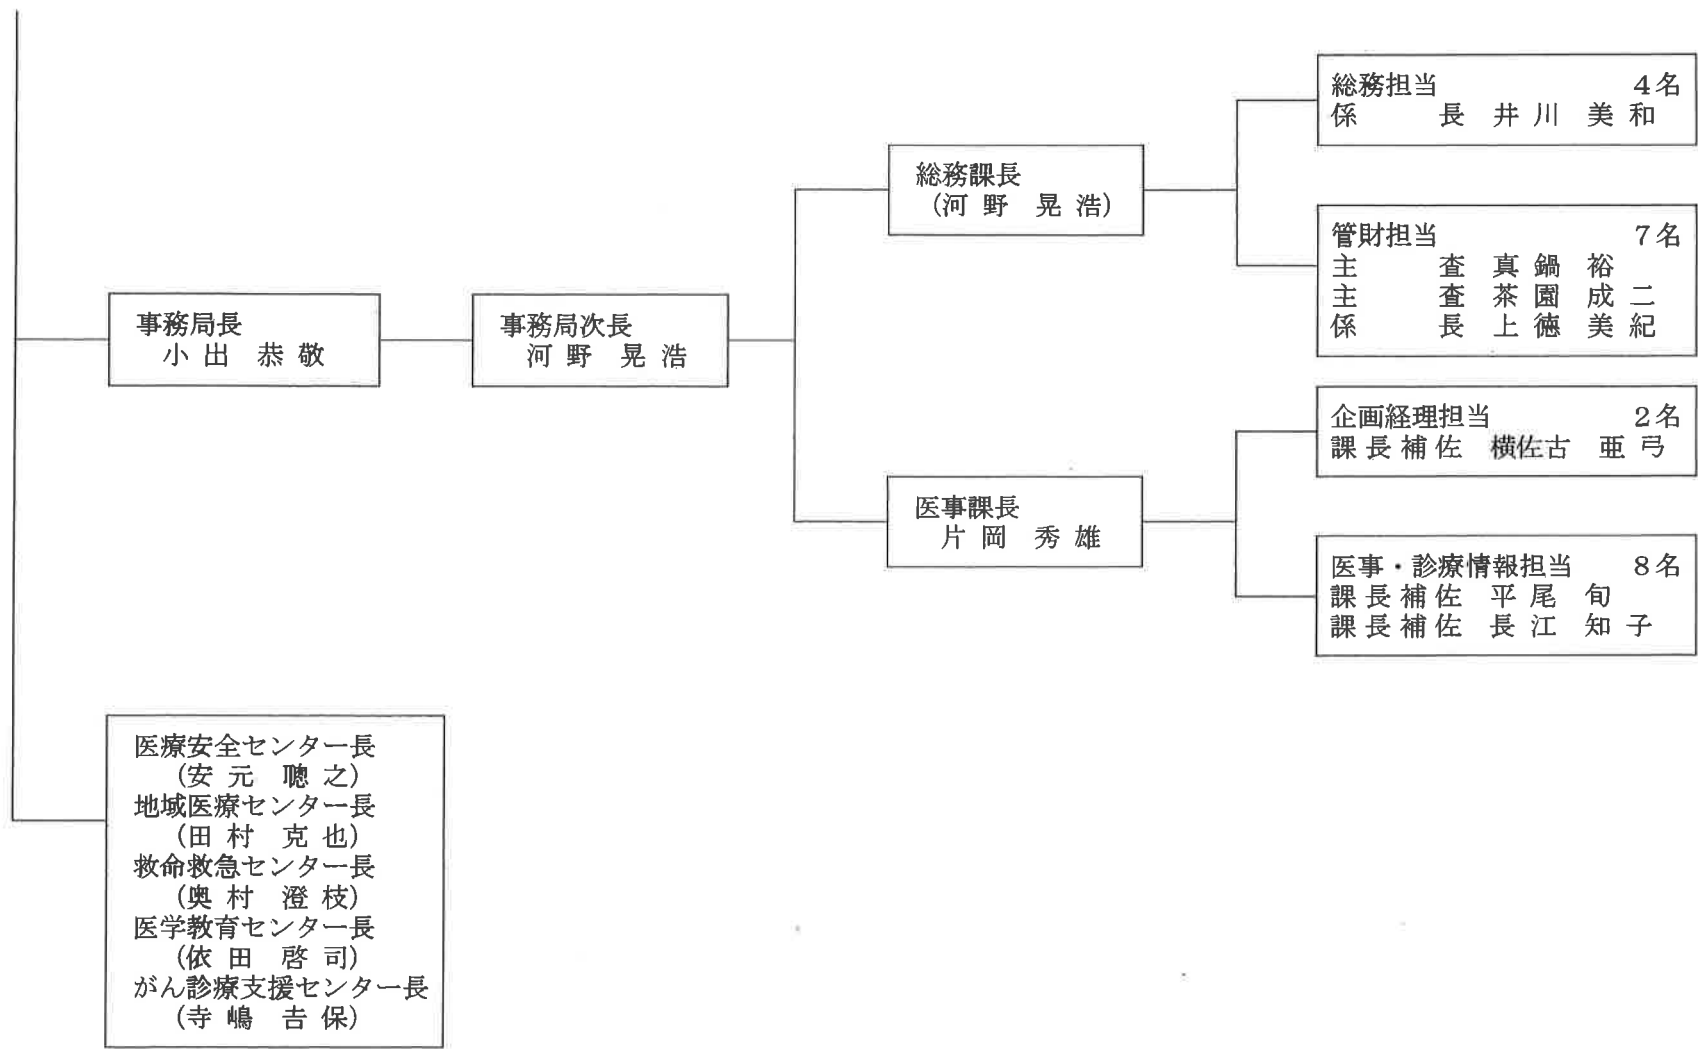 事務局長
小出 恭敬
事務局次長
河野 晃浩
総務課長
(河野 晃浩)
総務担当 4名
係長 井川 美和
管財担当 7名
主査 真鍋 裕
主査 茶園 成二
係長 上徳 美紀
医事課長
片岡 秀雄
企画経理担当 2名
課長補佐 横佐古 亜弓
医事・診療情報担当 8名
課長補佐 平尾 旬
課長補佐 長江 知子
医療安全センター長
(安元 聰之)
地域医療センター長
(田村 克也)
救命救急センター長
(奥村 澄枝)
医学教育センター長
(依田 啓司)
がん診療支援センター長
(寺嶋 吉保)